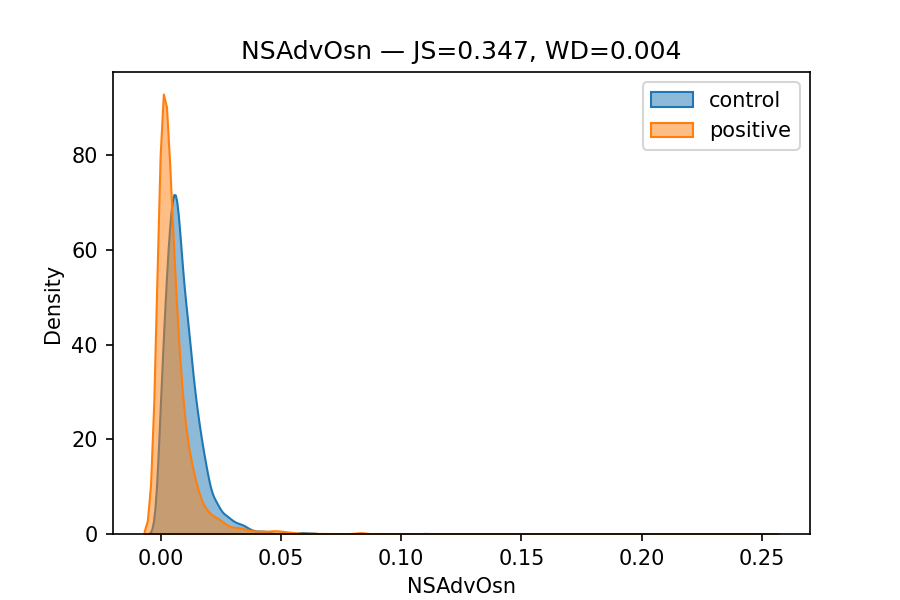 NSAdvOsn — JS=0.347, WD=0.004
control
positive
Density
80
60
40
20
0
0.00 0.05 0.10 0.15 0.20 0.25
NSAdvOsn